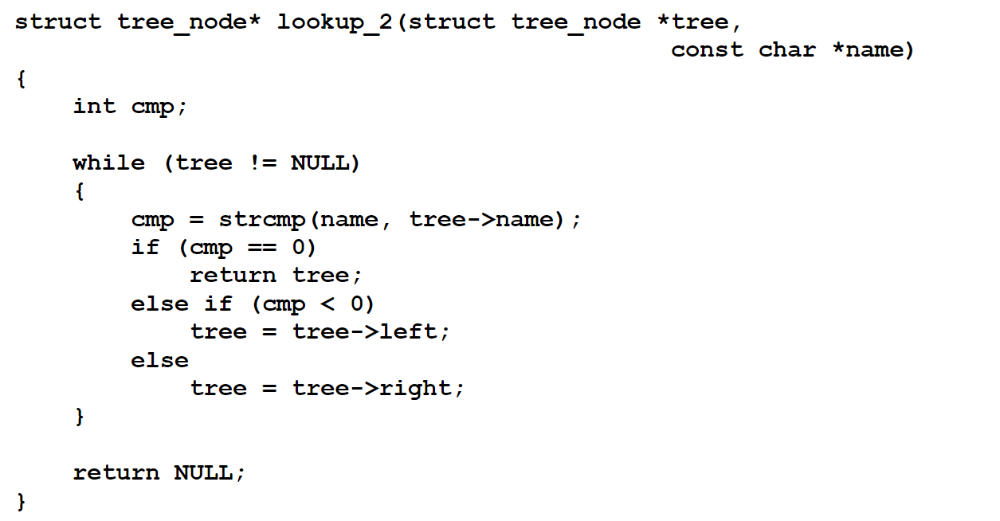 struct tree_node* lookup_2(struct tree_node *tree,
                                             const char *name)
{
    int cmp;

    while (tree != NULL)
    {
        cmp = strcmp(name, tree->name);
        if (cmp == 0)
            return tree;
        else if (cmp < 0)
            tree = tree->left;
        else
            tree = tree->right;
    }

    return NULL;
}